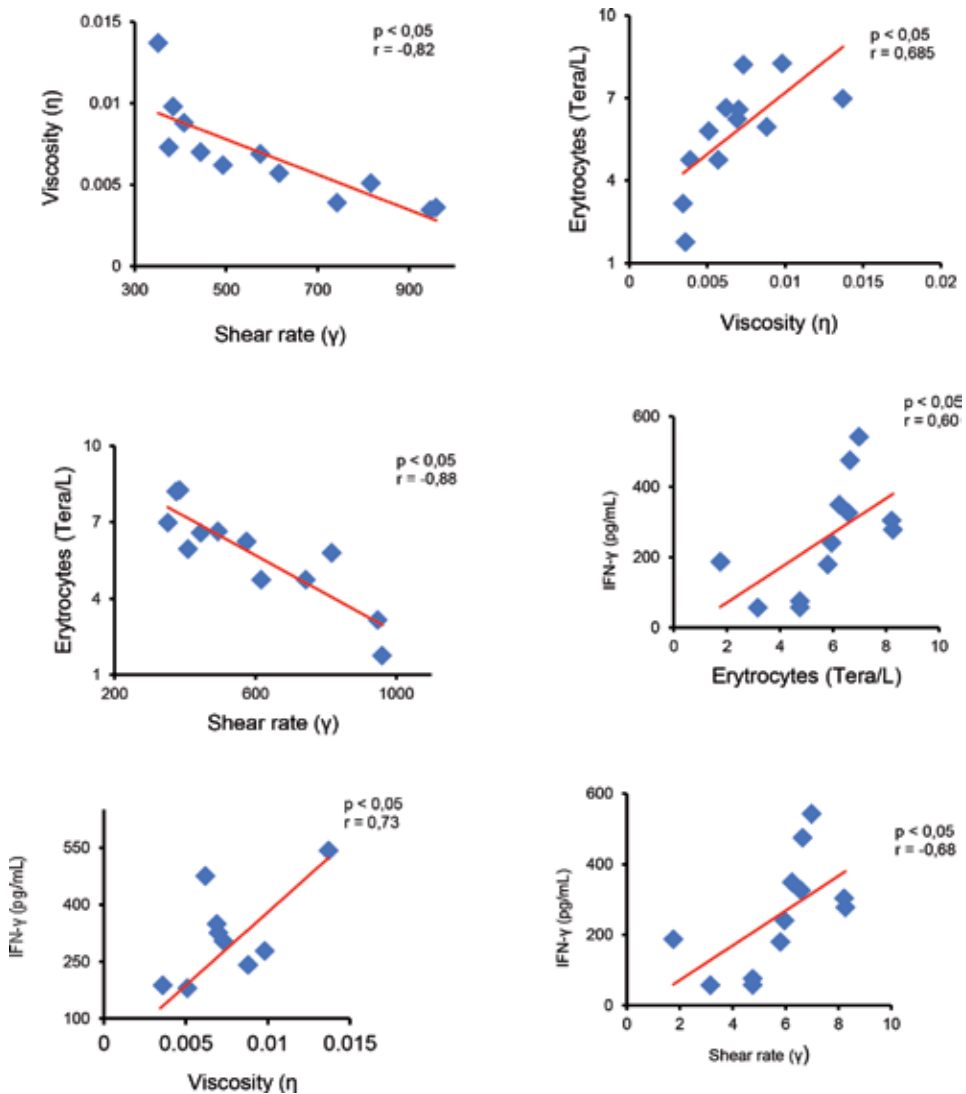 0.015
0.01
0.005
0
300
500
700
900
Viscosity (η)
Shear rate (γ)
p < 0,05
r = -0,82
10
7
4
1
0
0.005
0.01
0.015
0.02
Erytrocytes (Tera/L)
Viscosity (η)
p < 0,05
r = 0,685
10
7
4
1
200
600
1000
Erytrocytes (Tera/L)
Shear rate (γ)
p < 0,05
r = -0,88
600
400
200
0
0
2
4
6
8
10
IFN-γ (pg/mL)
Erytrocytes (Tera/L)
p < 0,05
r = 0,60
550
400
250
100
0
0.005
0.01
0.015
IFN-γ (pg/mL)
Viscosity (η
p < 0,05
r = 0,73
600
400
200
0
0
2
4
6
8
10
IFN-γ (pg/mL)
Shear rate (γ)
p < 0,05
r = -0,68